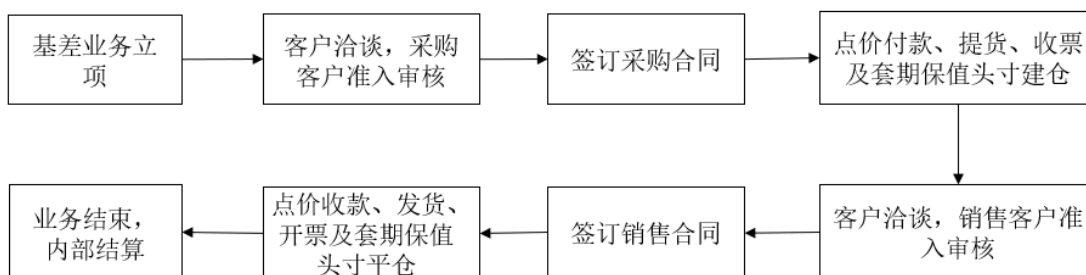 基差业务立
项
客户洽谈，采购
客户准入审核
签订采购合同
点价付款、提货、收票
及套期保值头寸建仓
客户洽谈，销售客户准
入审核
签订销售合同
点价收款、发货、
开票及套期保值
头寸平仓
业务结束，
内部结算